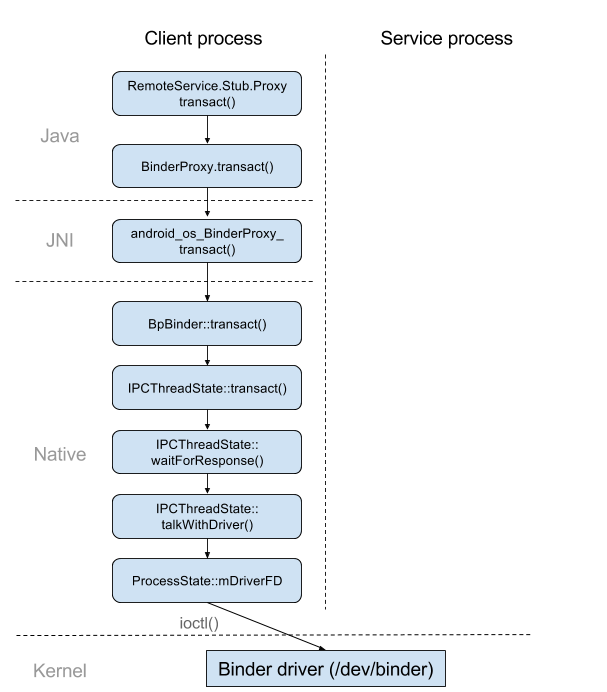 Client process
Service process
RemoteService.Stub.Proxy
transact()
Java
BinderProxy.transact()
JNI
android_os_BinderProxy_
transact()
BpBinder::transact()
IPCThreadState::transact()
Native
IPCThreadState::
waitForResponse()
IPCThreadState::
talkWithDriver()
ProcessState::mDriverFD
ioctl()
Kernel
Binder driver (/dev/binder)